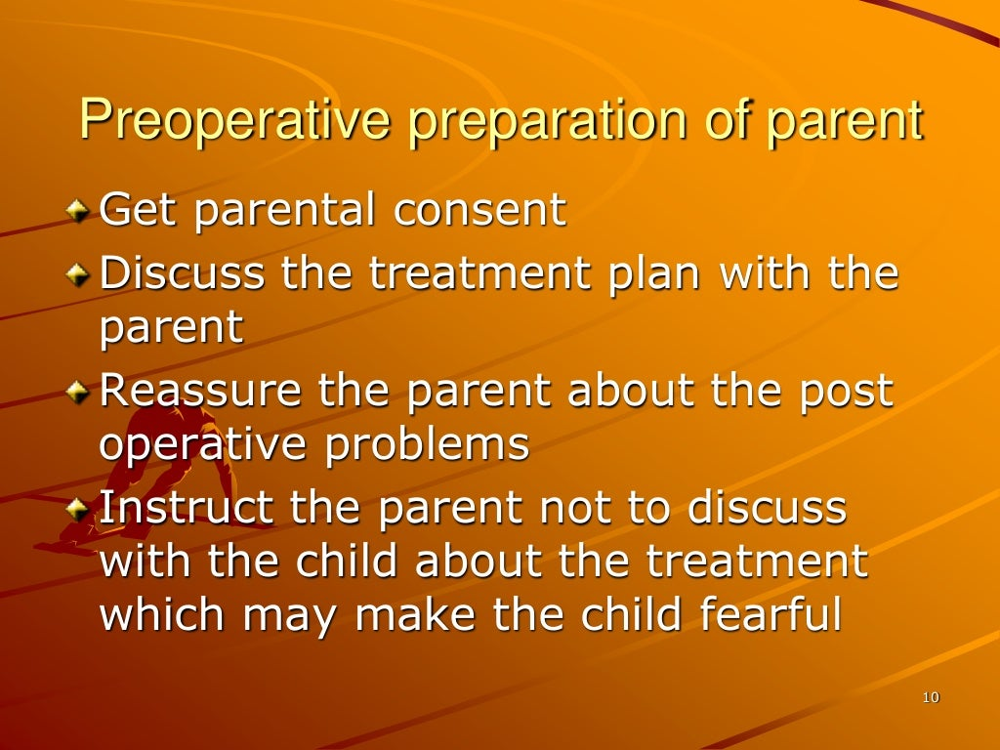 Preoperative preparation of parent
Get parental consent
Discuss the treatment plan with the
parent
Reassure the parent about the post
operative problems
Instruct the parent not to discuss
with the child about the treatment
which may make the child fearful
10